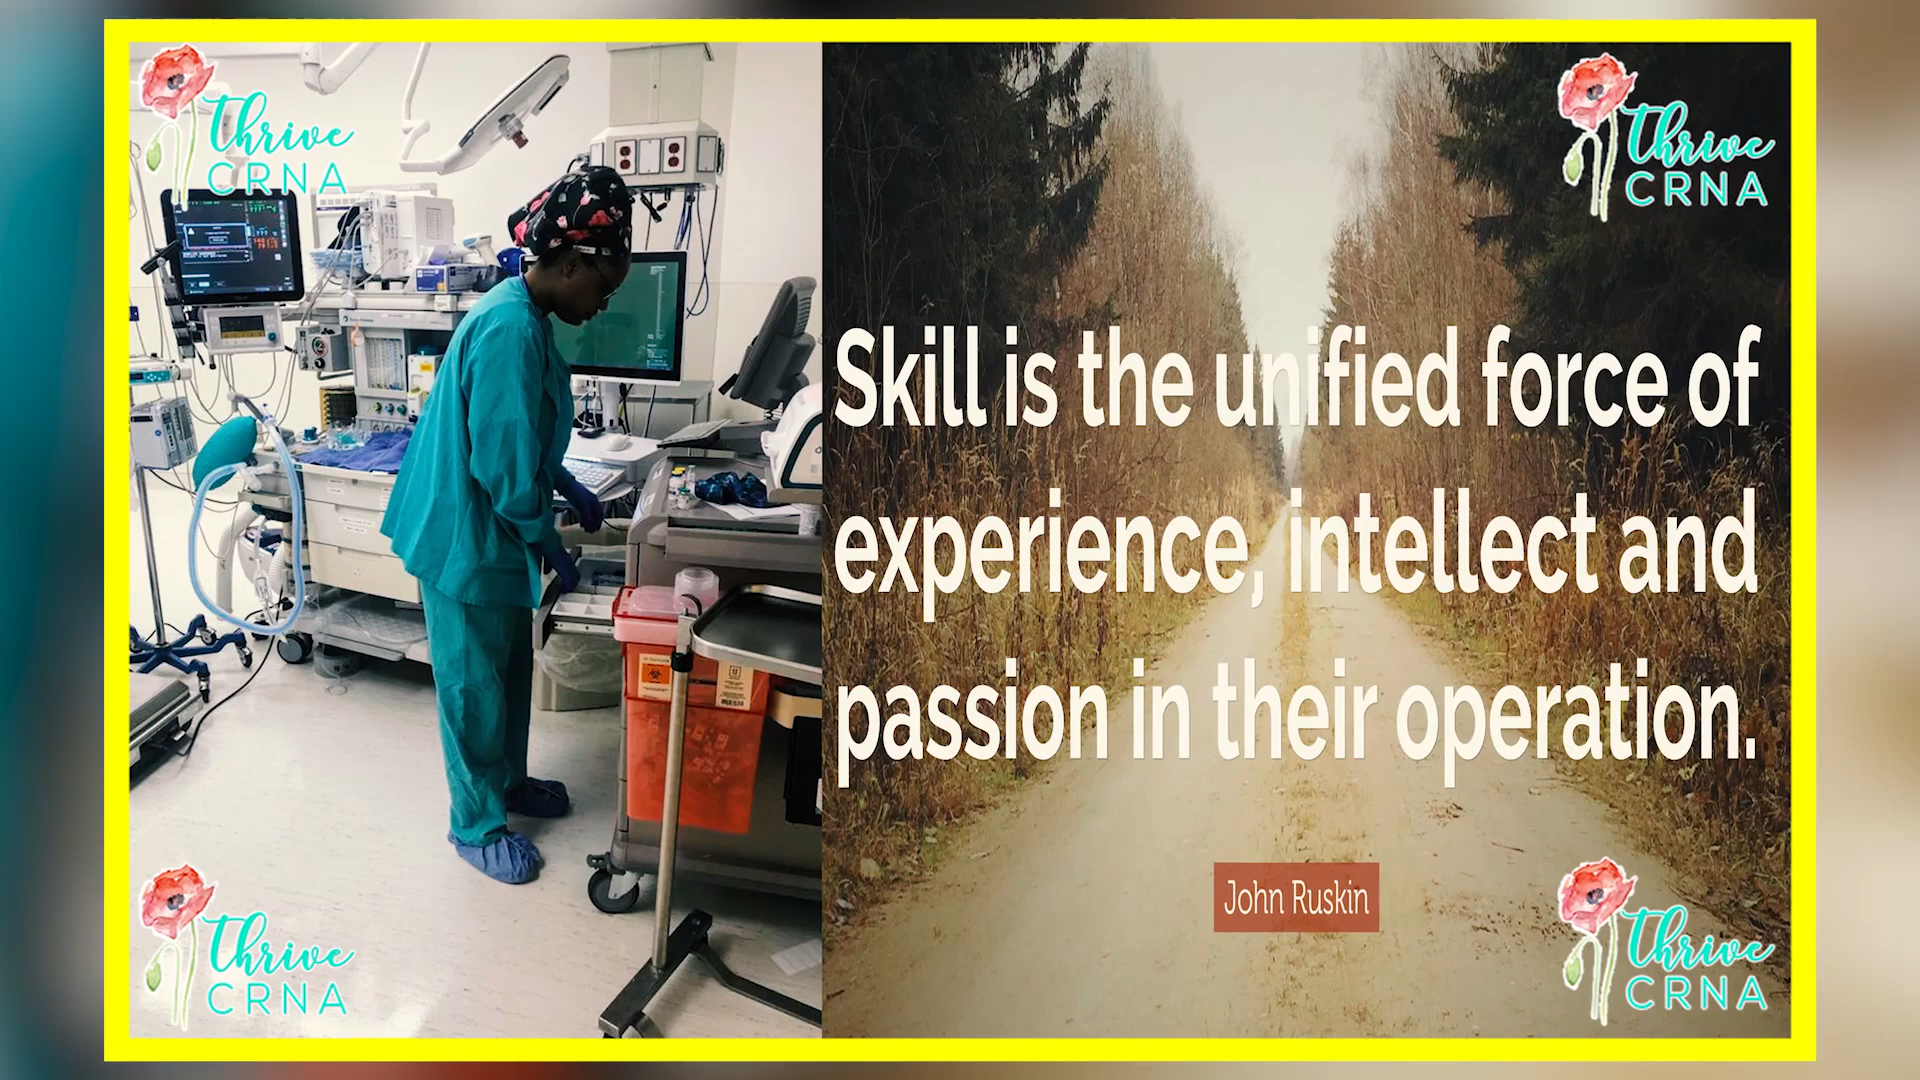 Thrive
CRNA
Thrive
CRNA
Skill is the unified force of
experience, intellect and
passion in their operation.
John Ruskin
Thrive
CRNA
Thrive
CRNA